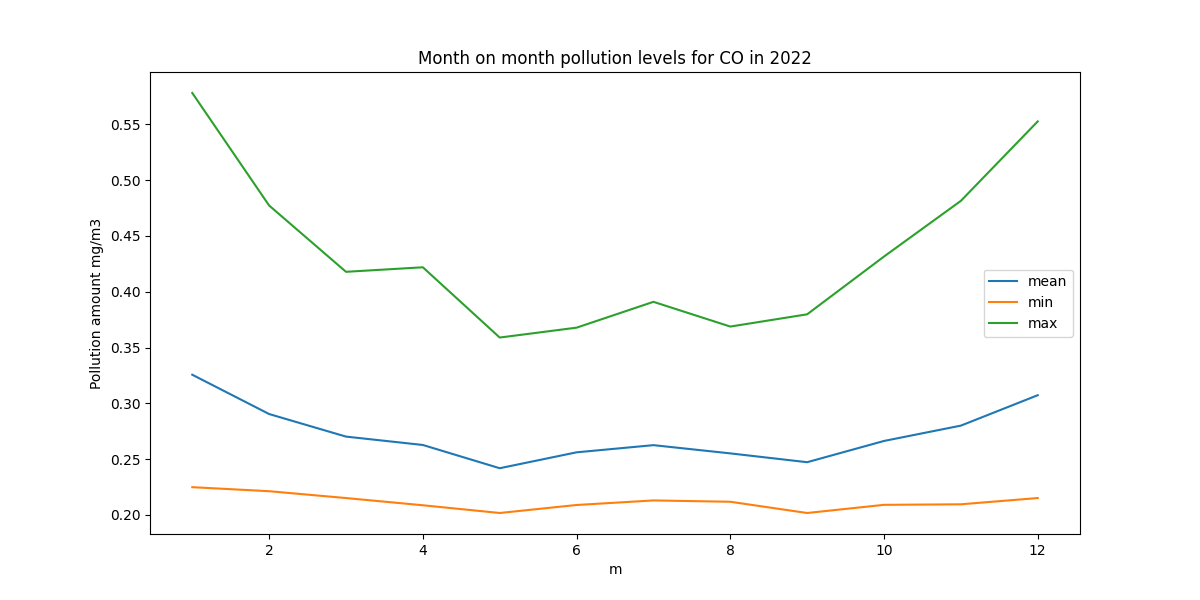 Month on month pollution levels for CO in 2022
Pollution amount mg/m3
0.55
0.50
0.45
0.40
0.35
0.30
0.25
0.20
mean
min
max
2 4 6 8 10 12
m